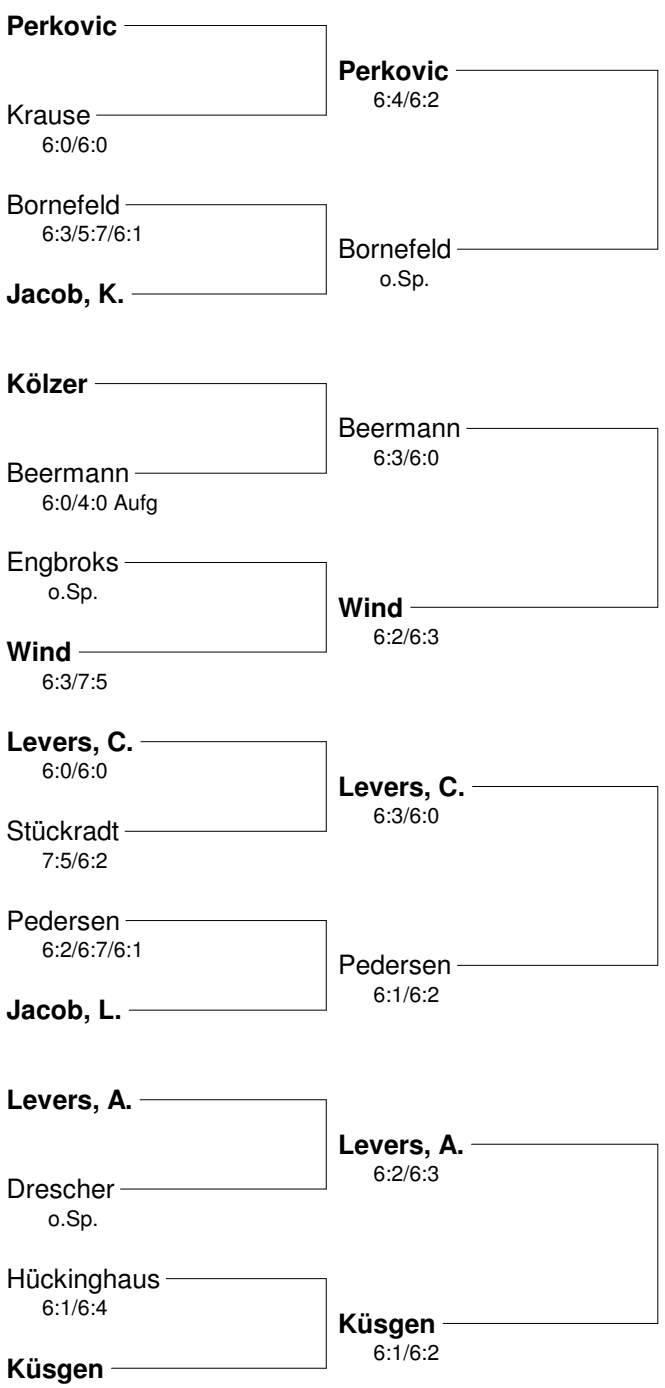 Perkovic
Krause
6:0/6:0
Bornefeld
6:3/5:7/6:1
Jacob, K.
Kölzer
Beermann
6:0/4:0 Aufg
Engbroks
o.Sp.
Wind
6:3/7:5
Levers, C.
6:0/6:0
Stückradt
7:5/6:2
Pedersen
6:2/6:7/6:1
Jacob, L.
Levers, A.
Drescher
o.Sp.
Hückinghaus
6:1/6:4
Küsgen
Perkovic
6:4/6:2
Bornefeld
o.Sp.
Beermann
6:3/6:0
Wind
6:2/6:3
Levers, C.
6:3/6:0
Pedersen
6:1/6:2
Levers, A.
6:2/6:3
Küsgen
6:1/6:2